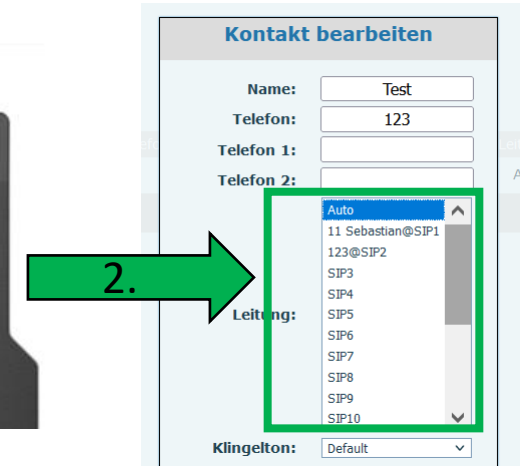 Kontakt bearbeiten
Name: Test
Telefon: 123
Telefon 1:
Telefon 2:
Auto
11 Sebastian@SIP1
123@SIP2
SIP3
2.
SIP4
Leitung: SIP5
SIP6
SIP7
SIP8
SIP9
SIP10
Klingelton: Default